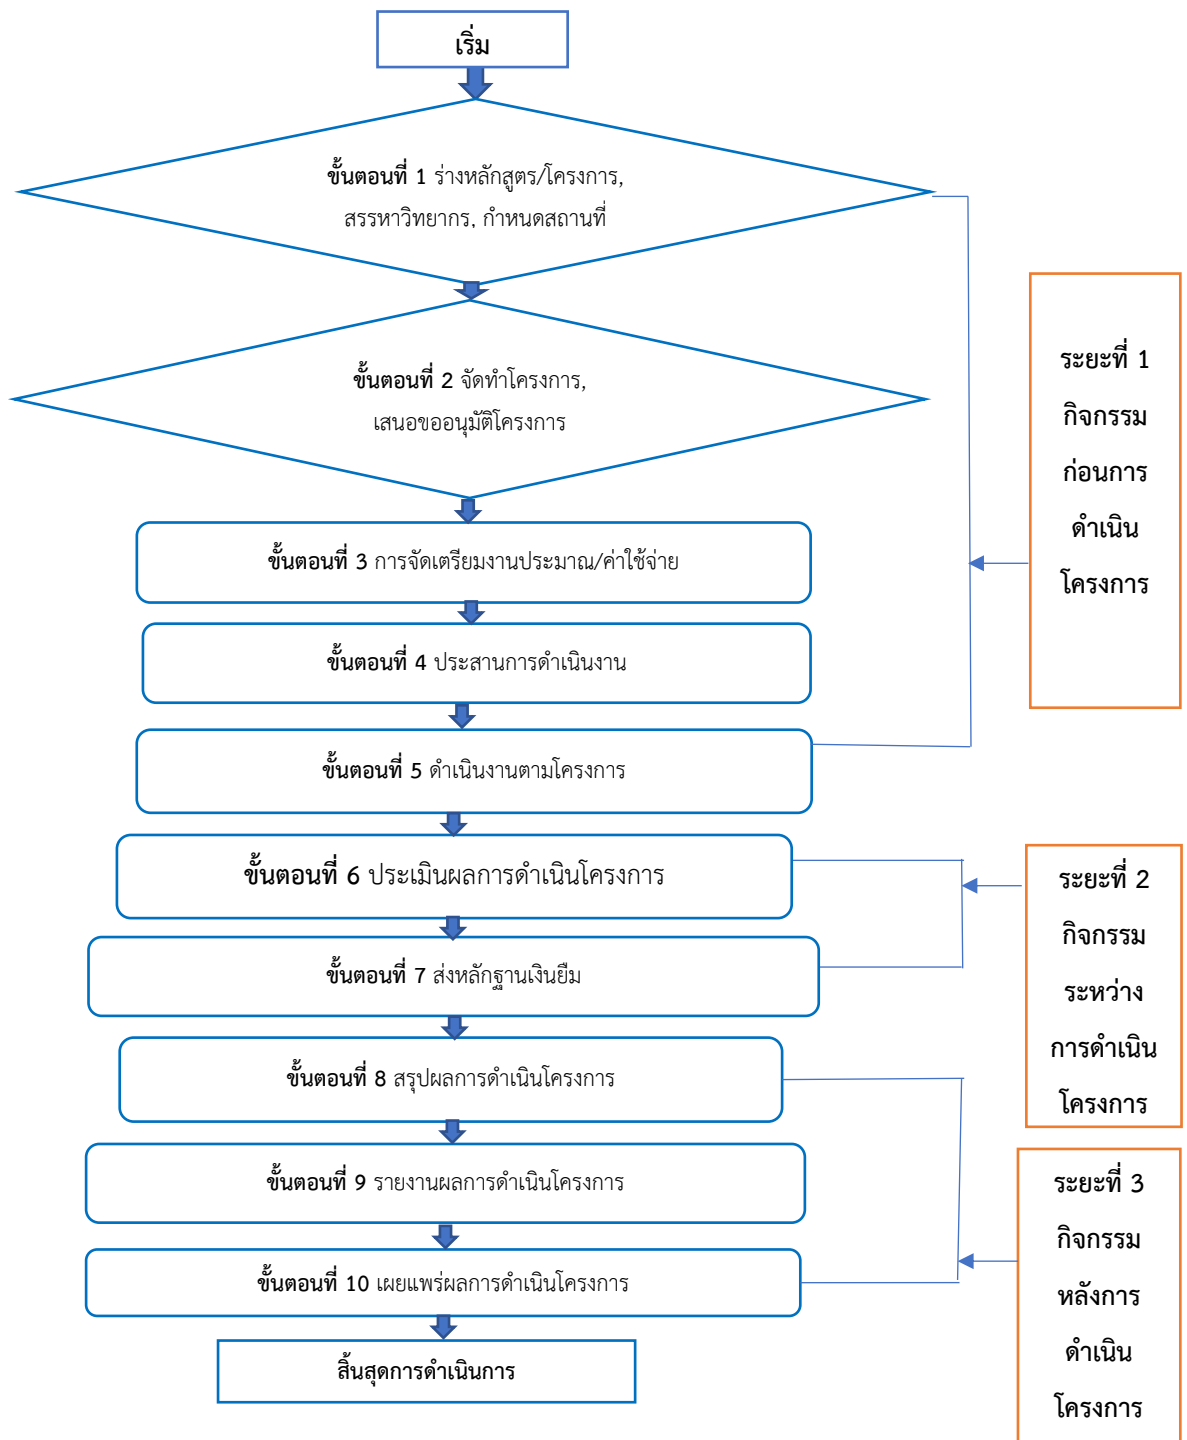 เริ่ม
ขั้นตอนที่ 1 ร่างหลักสูตร/โครงการ,
สรรหาวิทยากร, กำหนดสถานที่
ขั้นตอนที่ 2 จัดทำโครงการ,
เสนอขออนุมัติโครงการ
ขั้นตอนที่ 3 การจัดเตรียมงานประมาณ/ค่าใช้จ่าย
ขั้นตอนที่ 4 ประสานการดำเนินงาน
ขั้นตอนที่ 5 ดำเนินงานตามโครงการ
ขั้นตอนที่ 6 ประเมินผลการดำเนินโครงการ
ขั้นตอนที่ 7 ส่งหลักฐานเงินยืม
ขั้นตอนที่ 8 สรุปผลการดำเนินโครงการ
ขั้นตอนที่ 9 รายงานผลการดำเนินโครงการ
ขั้นตอนที่ 10 เผยแพร่ผลการดำเนินโครงการ
สิ้นสุดการดำเนินการ
ระยะที่ 1
กิจกรรม
ก่อนการ
ดำเนิน
โครงการ
ระยะที่ 2
กิจกรรม
ระหว่าง
การดำเนิน
โครงการ
ระยะที่ 3
กิจกรรม
หลังการ
ดำเนิน
โครงการ